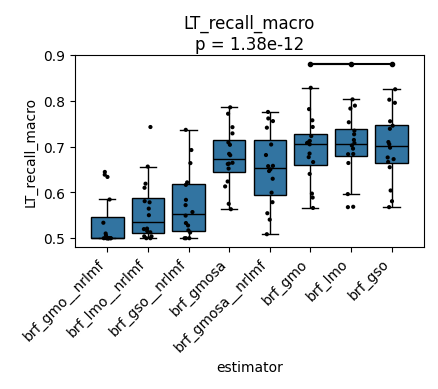 LT_recall_macro
p = 1.38e-12
LT_recall_macro
0.9
0.8
0.7
0.6
0.5
brf_gmo__nrlmf
brf_lmo__nrlmf
brf_gso__nrlmf
brf_gmosa
brf_gmosa__nrlmf
brf_gmo
brf_lmo
brf_gso
estimator